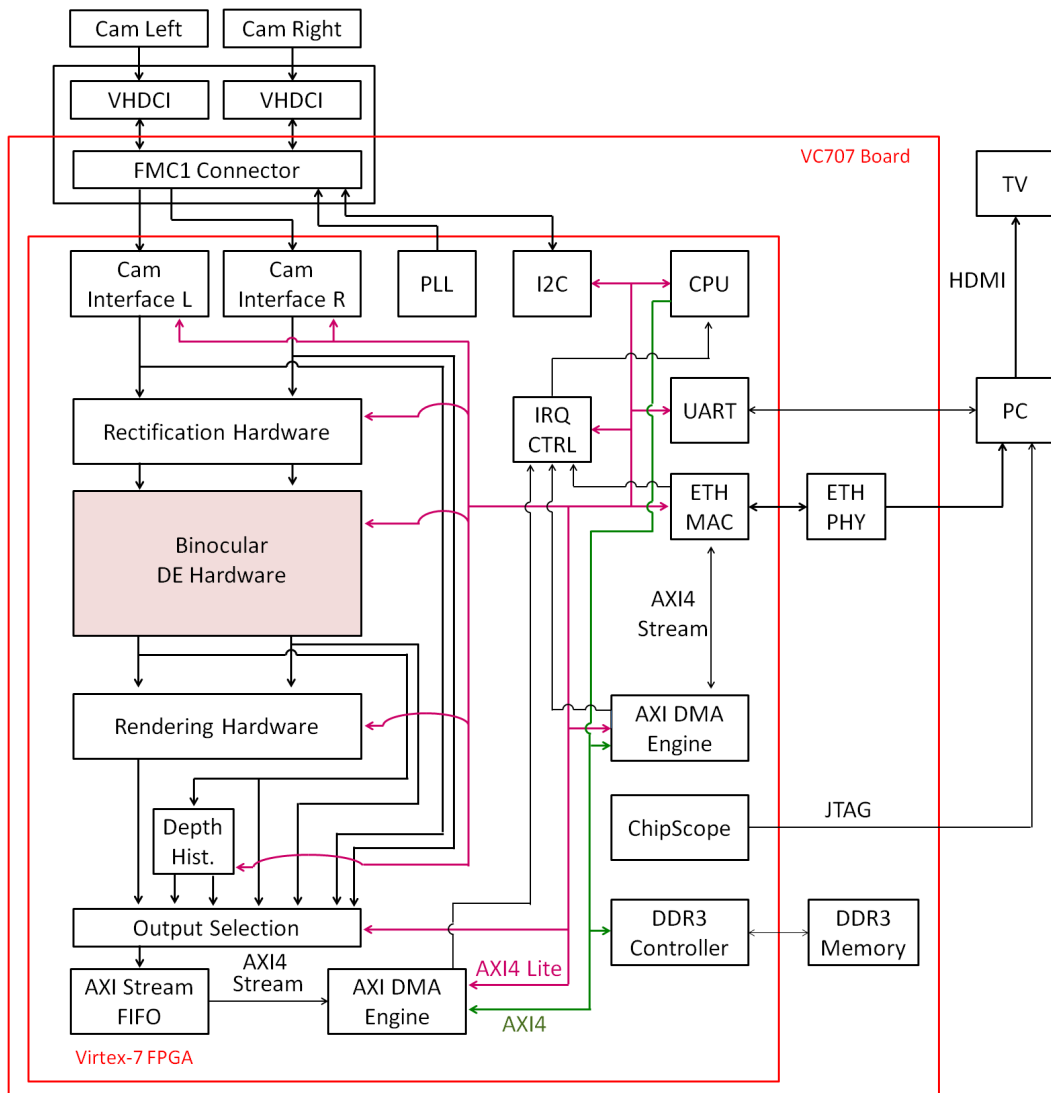 Cam Left
Cam Right
VHDCI
VHDCI
VC707 Board
FMC1 Connector
TV
Cam
Interface L
Cam
Interface R
PLL
I2C
CPU
HDMI
Rectification Hardware
IRQ
CTRL
UART
PC
ETH
MAC
ETH
PHY
Binocular
DE Hardware
AXI4
Stream
Rendering Hardware
AXI DMA
Engine
Depth
Hist.
ChipScope
JTAG
Output Selection
DDR3
Controller
DDR3
Memory
AXI4
Stream
AXI4 Lite
AXI Stream
FIFO
AXI DMA
Engine
AXI4
Virtex-7 FPGA